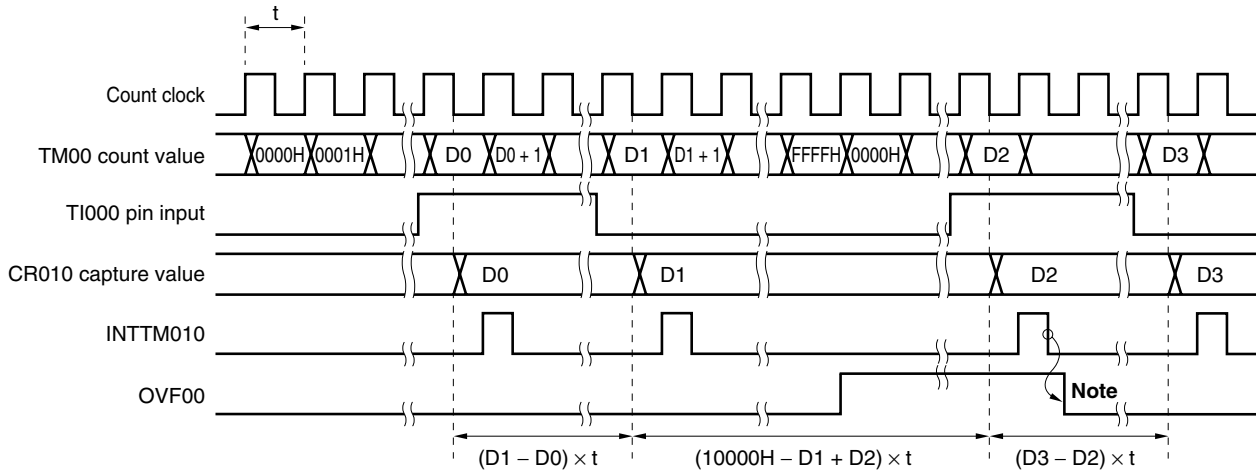 t
Count clock
TM00 count value 0000H 0001H D0 D0 + 1 D1 D1 + 1 FFFFH 0000H D2 D3
TI000 pin input
CR010 capture value D0 D1 D2 D3
INTTM010
OVF00 Note
(D1 – D0) × t (10000H – D1 + D2) × t (D3 – D2) × t